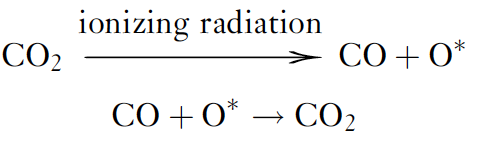 ionizing radiation
CO₂ ⟶ CO + O*
CO + O* → CO₂